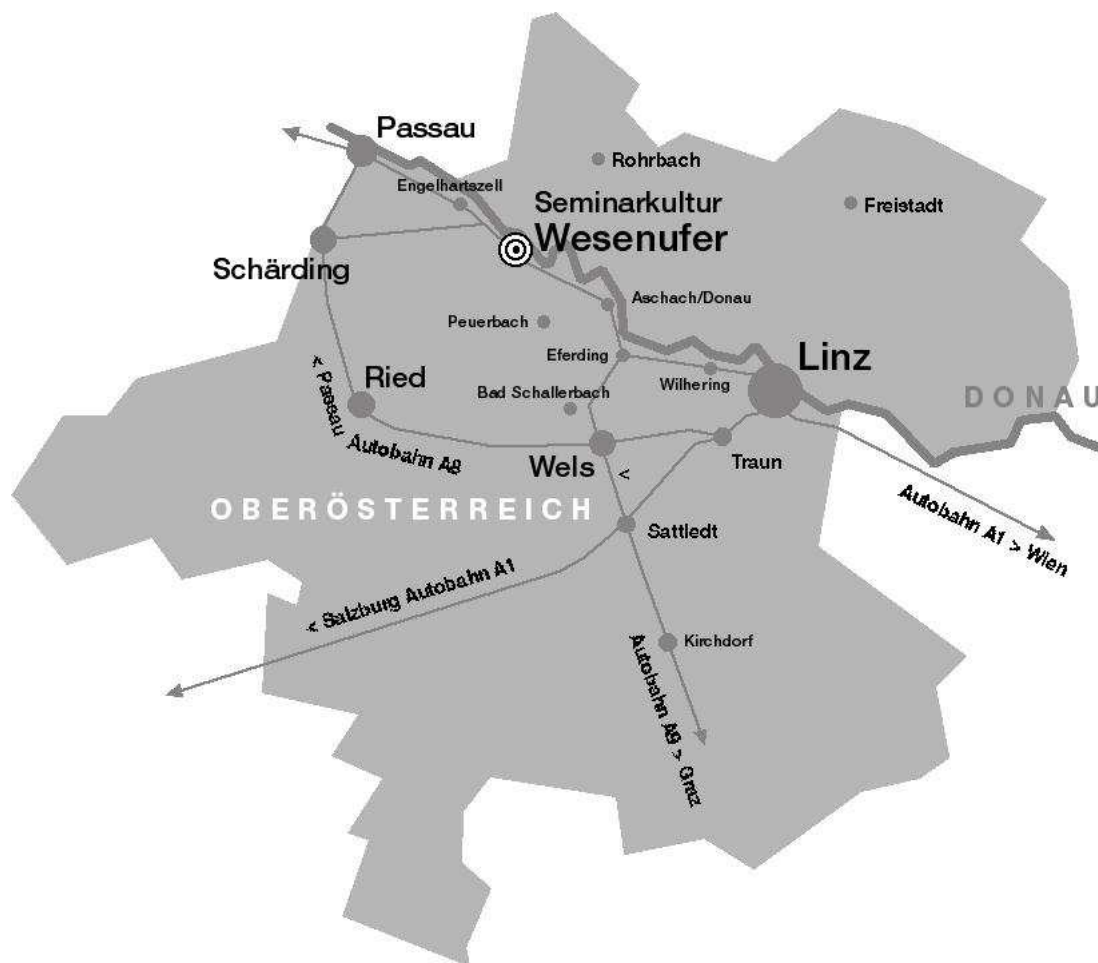 Passau
Rohrbach
Engelhartszell
Seminarkultur
Wesenufer
Freistadt
Schärding
Aschach/Donau
Peuerbach
Eferding
Linz
Wilhering
Ried
Bad Schallerbach
DONAU
< Passau Autobahn A8
Wels
<
Traun
OBERÖSTERREICH
Autobahn A1 > Wien
Sattledt
< Salzburg Autobahn A1
Kirchdorf
Autobahn A9 > Graz